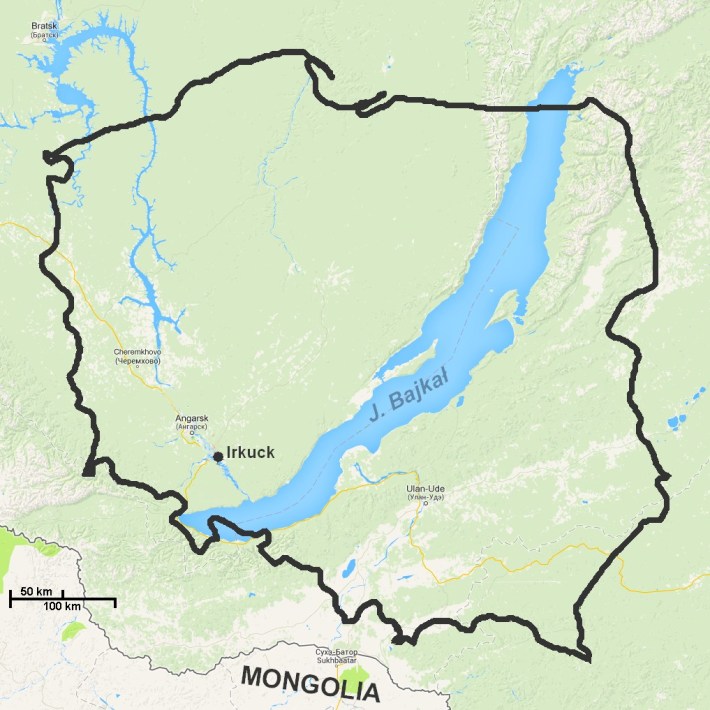 Bratsk
(Братск)
Cheremkhovo
(Черемхово)
J. Bajkał
Angarsk
(Ангарск)
Irkuck
Ulan-Ude
(Улан-Удэ)
50 km
100 km
Сүхэ-Батор
Sukhbaatar
MONGOLIA